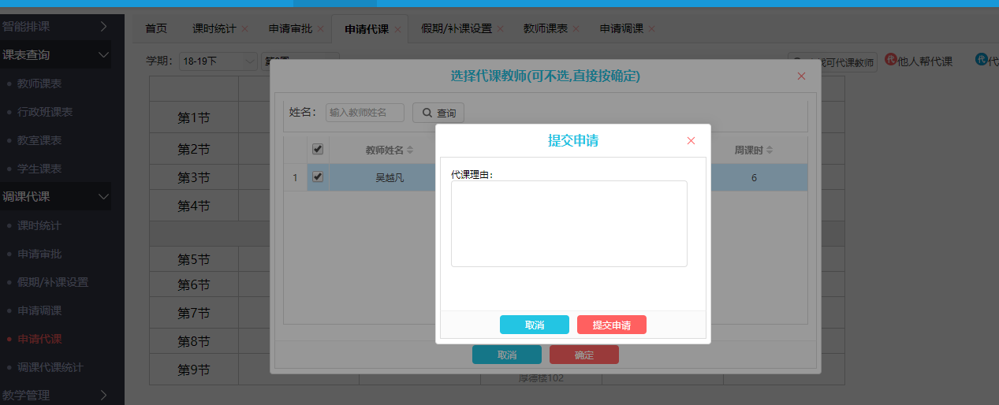 智能排课
课表查询
教师课表
行政班课表
教室课表
学生课表
调课代课
课时统计
申请审批
假期/补课设置
申请调课
申请代课
调课代课统计
教学管理
首页 课时统计 申请审批 申请代课 假期/补课设置 教师课表 申请调课
学期: 18-19下
可代课教师 代 他人帮代课 代 代
第1节
第2节
第3节
第4节
第5节
第6节
第7节
第8节
第9节
厚德楼102
选择代课教师(可不选,直接按确定)
姓名: 输入教师姓名 查询
教师姓名 周课时
1 吴越凡 6
取消 确定
提交申请
代课理由:
取消 提交申请